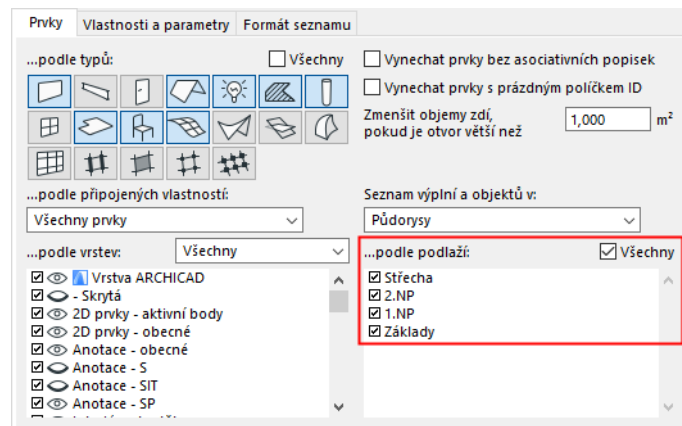 Prvky Vlastnosti a parametry Formát seznamu
...podle typů: Všechny
Vynechat prvky bez asociativních popisek
Vynechat prvky s prázdným políčkem ID
Zmenšit objemy zdí,
pokud je otvor větší než
1,000 m²
...podle připojených vlastností:
Všechny prvky
Seznam výplní a objektů v:
Půdorysy
...podle vrstev: Všechny
Vrstva ARCHICAD
- Skrytá
2D prvky - aktivní body
2D prvky - obecné
Anotace - obecné
Anotace - S
Anotace - SIT
Anotace - SP
...podle podlaží: Všechny
Střecha
2.NP
1.NP
Základy